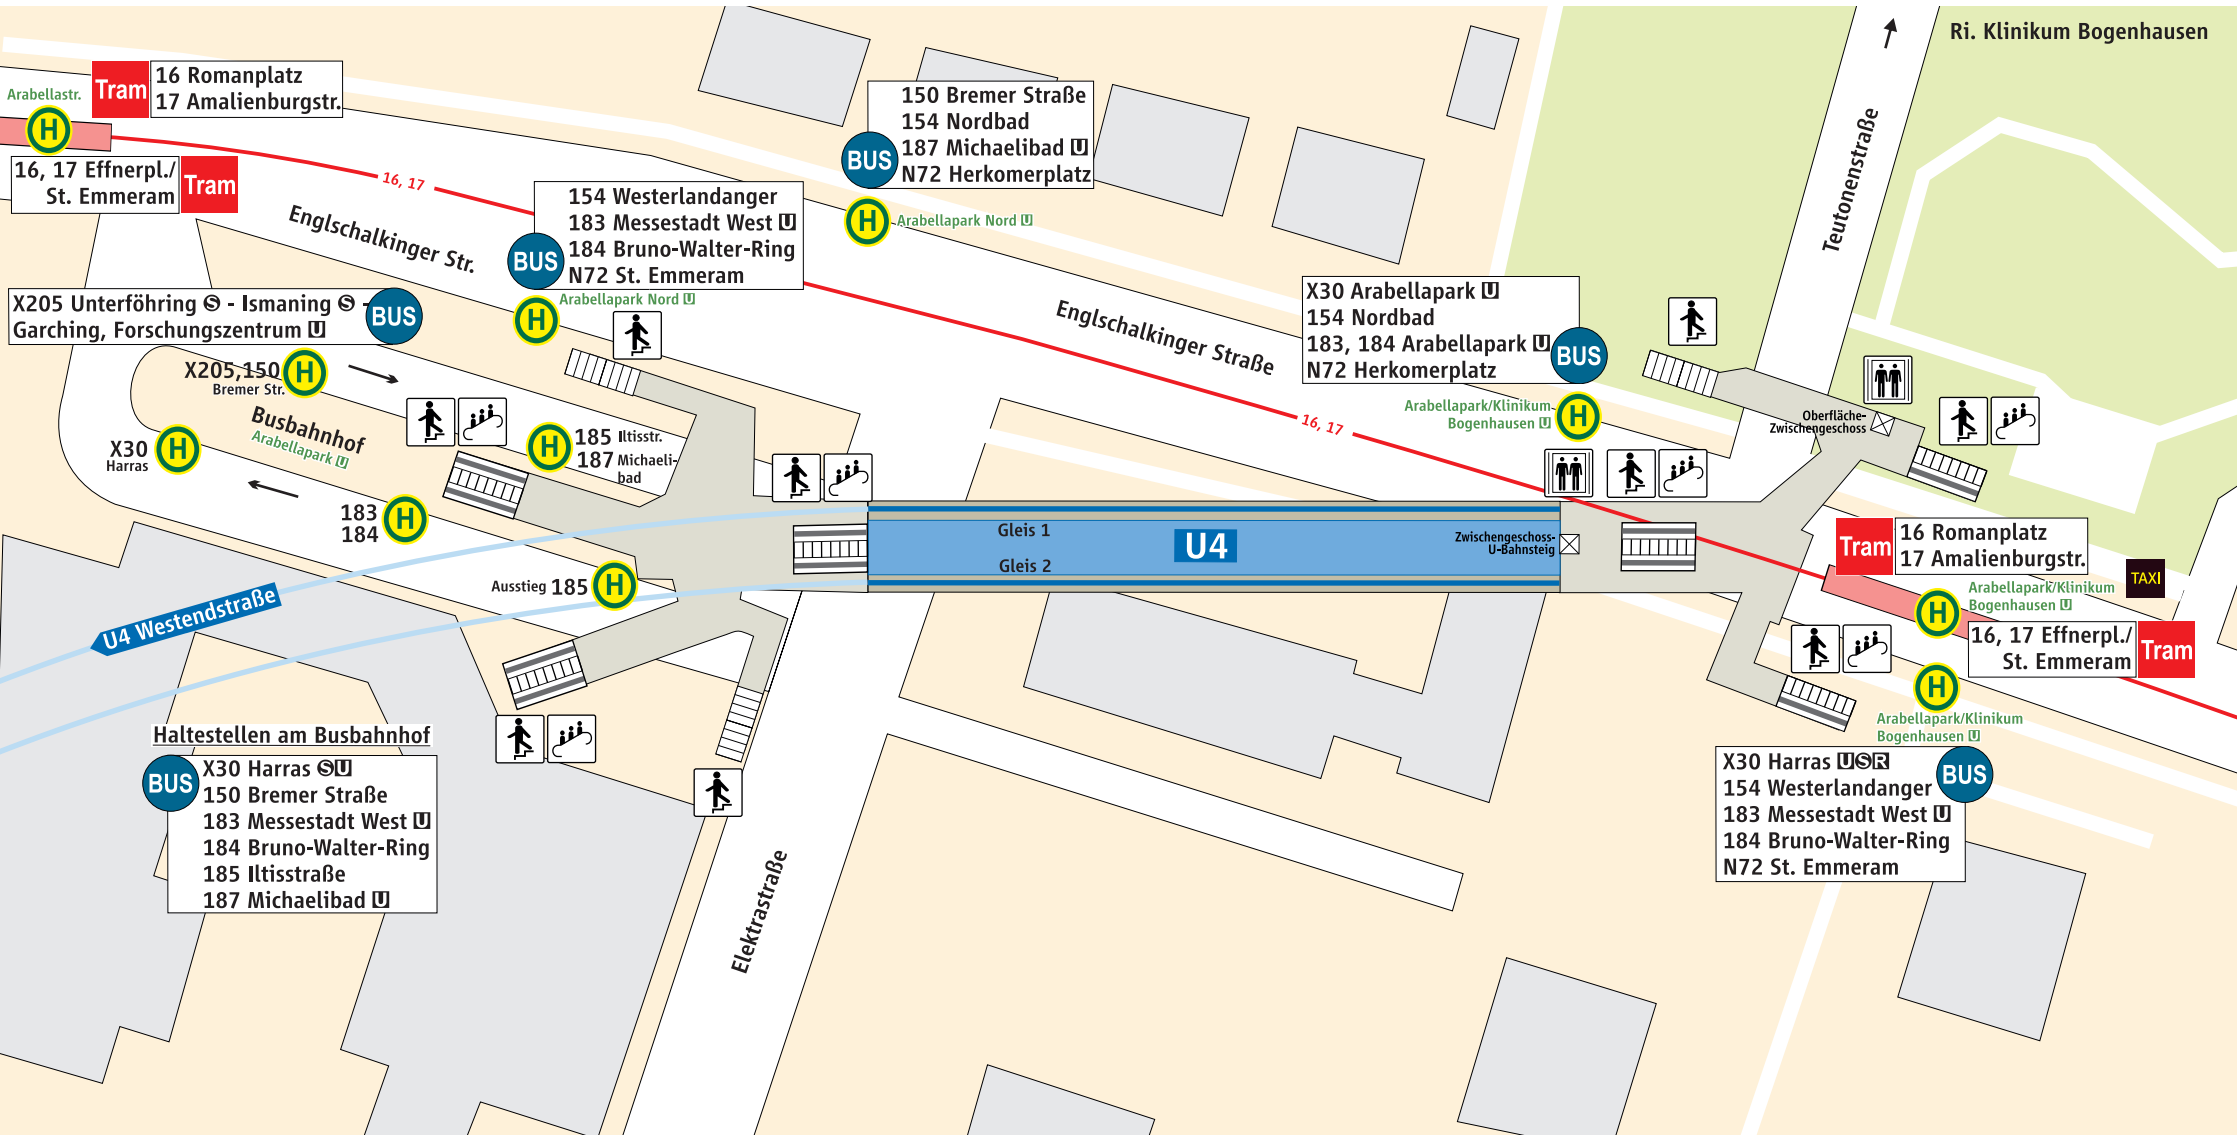 Ri. Klinikum Bogenhausen
Arabellastr.
H
Tram
16 Romanplatz
17 Amalienburgstr.
16, 17 Effnerpl./
St. Emmeram
Tram
16, 17
Englschalkinger Str.
BUS
154 Westerlandanger
183 Messestadt West U
184 Bruno-Walter-Ring
N72 St. Emmeram
H
Arabellapark Nord U
BUS
150 Bremer Straße
154 Nordbad
187 Michaelibad U
N72 Herkomerplatz
H
Arabellapark Nord U
Teutonenstraße
Englschalkinger Straße
X30 Arabellapark U
154 Nordbad
183, 184 Arabellapark U
N72 Herkomerplatz
BUS
Arabellapark/Klinikum
Bogenhausen U
H
16, 17
X205 Unterföhring S - Ismaning S -
Garching, Forschungszentrum U
BUS
X205,150
Bremer Str.
H
Busbahnhof
Arabellapark U
X30
Harras
H
183
184
H
H
185 Iltisstr.
187 Michaeli-
bad
Ausstieg 185
H
Oberfläche-
Zwischengeschoss
Gleis 1
U4
Gleis 2
Zwischengeschoss-
U-Bahnsteig
U4 Westendstraße
Tram
16 Romanplatz
17 Amalienburgstr.
TAXI
H
Arabellapark/Klinikum
Bogenhausen U
16, 17 Effnerpl./
St. Emmeram
Tram
H
Arabellapark/Klinikum
Bogenhausen U
X30 Harras U S R
154 Westerlandanger
183 Messestadt West U
184 Bruno-Walter-Ring
N72 St. Emmeram
BUS
Haltestellen am Busbahnhof
BUS
X30 Harras S U
150 Bremer Straße
183 Messestadt West U
184 Bruno-Walter-Ring
185 Iltisstraße
187 Michaelibad U
Elektrastraße